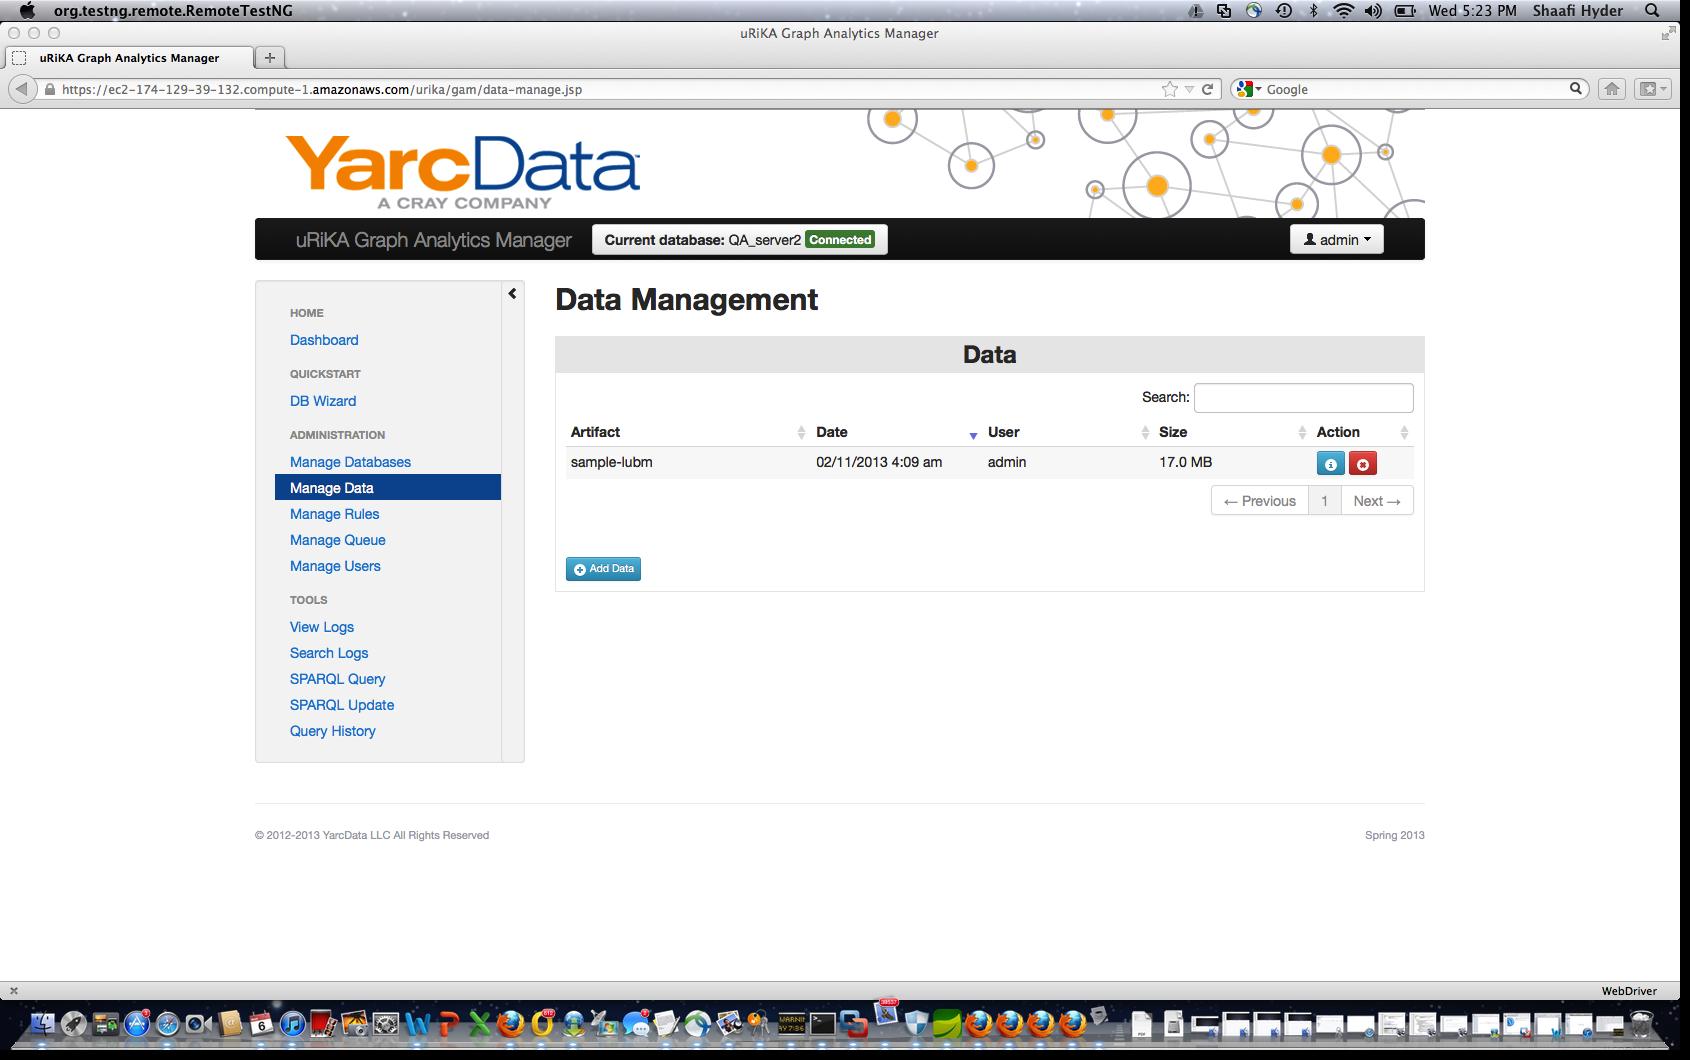 org.testng.remote.RemoteTestNG
Wed 5:23 PM Shaafi Hyder
uRiKA Graph Analytics Manager
uRiKA Graph Analytics Manager
https://ec2-174-129-39-132.compute-1.amazonaws.com/urika/gam/data-manage.jsp
Google
YarcData
A CRAY COMPANY
uRiKA Graph Analytics Manager
Current database: QA_server2 Connected
admin
HOME
Dashboard
QUICKSTART
DB Wizard
ADMINISTRATION
Manage Databases
Manage Data
Manage Rules
Manage Queue
Manage Users
TOOLS
View Logs
Search Logs
SPARQL Query
SPARQL Update
Query History
Data Management
Data
Search:
Artifact Date User Size Action
sample-lubm 02/11/2013 4:09 am admin 17.0 MB
← Previous 1 Next →
Add Data
© 2012-2013 YarcData LLC All Rights Reserved
Spring 2013
WebDriver